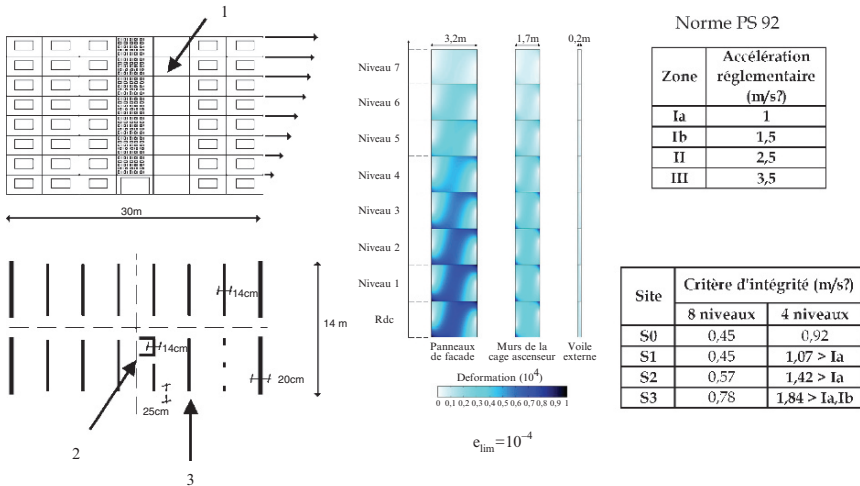 1
30m
14cm
14 m
14cm
20cm
25cm
2
3
3,2m
1,7m
0,2m
Niveau 7
Niveau 6
Niveau 5
Niveau 4
Niveau 3
Niveau 2
Niveau 1
Rdc
Panneaux
de facade
Murs de la
cage ascenseur
Voile
externe
Deformation (10⁴)
0 0,1 0,2 0,3 0,4 0,5 0,6 0,7 0,8 0,9 1
e_lim=10⁻⁴
Norme PS 92
Zone Accélération
réglementaire
(m/s?)
Ia 1
Ib 1,5
II 2,5
III 3,5
Site Critère d'intégrité (m/s?)
8 niveaux 4 niveaux
S0 0,45 0,92
S1 0,45 1,07 > Ia
S2 0,57 1,42 > Ia
S3 0,78 1,84 > Ia,Ib